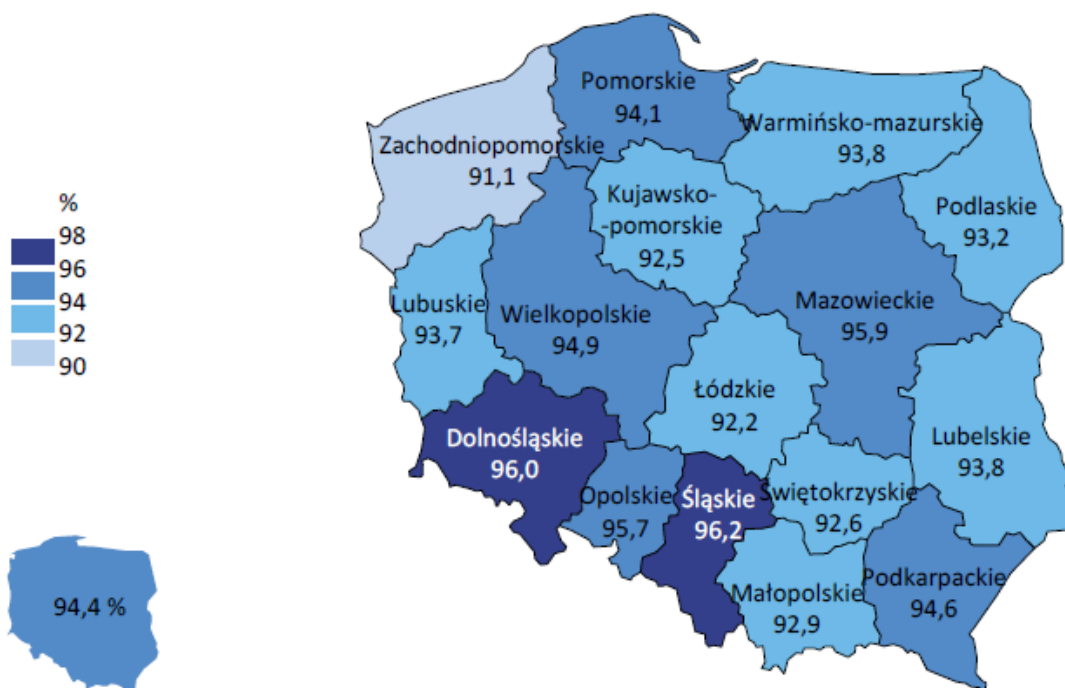 Pomorskie
94,1
Warmińsko-mazurskie
93,8
Zachodniopomorskie
91,1
Kujawsko-
-pomorskie
92,5
Podlaskie
93,2
%
98
96
94
92
90
Lubuskie
93,7
Wielkopolskie
94,9
Mazowieckie
95,9
Łódzkie
92,2
Dolnośląskie
96,0
Lubelskie
93,8
Opolskie
95,7
Śląskie
96,2
Świętokrzyskie
92,6
Małopolskie
92,9
Podkarpackie
94,6
94,4 %